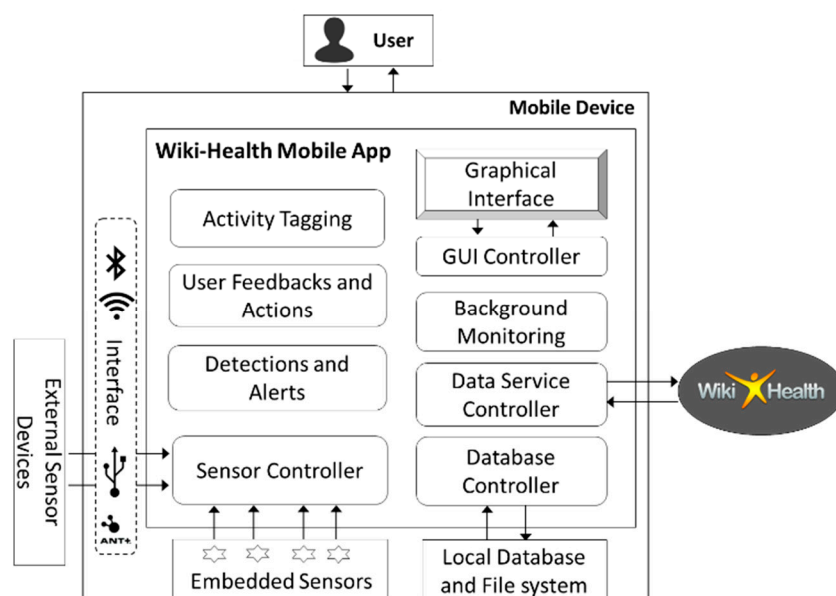 User
Mobile Device
Wiki-Health Mobile App
Graphical
Interface
Activity Tagging
GUI Controller
User Feedbacks and
Actions
Background
Monitoring
Detections and
Alerts
Data Service
Controller
Wiki Health
Interface
External Sensor
Devices
Sensor Controller
Database
Controller
ANT+
Embedded Sensors
Local Database
and File system